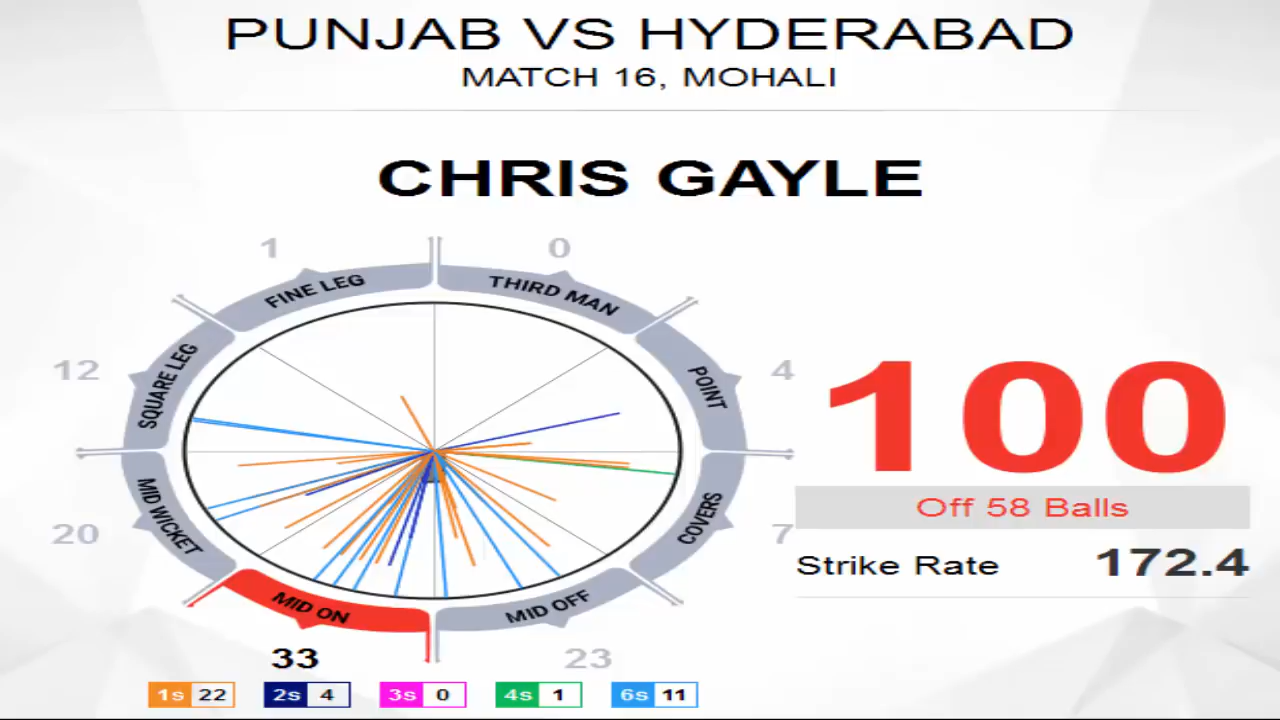 PUNJAB VS HYDERABAD
MATCH 16, MOHALI
CHRIS GAYLE
1 0
FINE LEG THIRD MAN
12 SQUARE LEG POINT 4
100
Off 58 Balls
20 MID WICKET COVERS 7
Strike Rate 172.4
MID ON MID OFF
33 23
1s 22 2s 4 3s 0 4s 1 6s 11